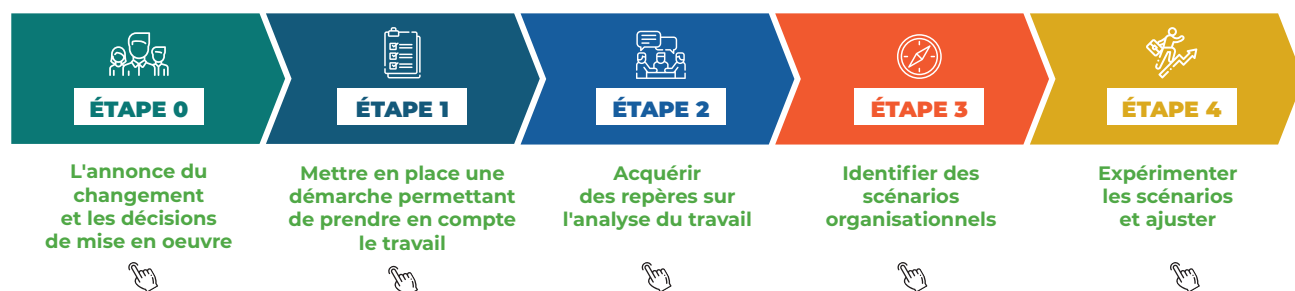 ÉTAPE 0
L'annonce du
changement
et les décisions
de mise en oeuvre
ÉTAPE 1
Mettre en place une
démarche permettant
de prendre en compte
le travail
ÉTAPE 2
Acquérir
des repères sur
l'analyse du travail
ÉTAPE 3
Identifier des
scénarios
organisationnels
ÉTAPE 4
Expérimenter
les scénarios
et ajuster